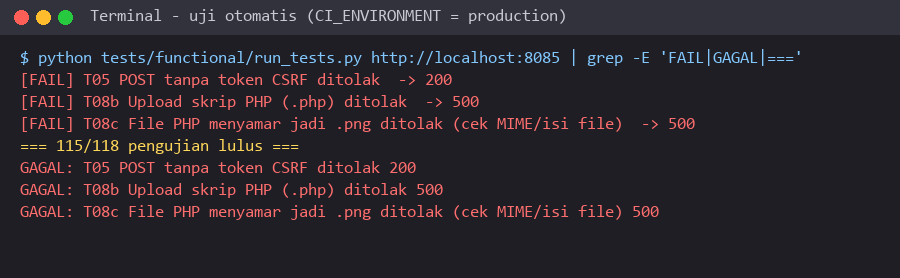 Terminal - uji otomatis (CI_ENVIRONMENT = production)
$ python tests/functional/run_tests.py http://localhost:8085 | grep -E 'FAIL|GAGAL|==='
[FAIL] T05 POST tanpa token CSRF ditolak  -> 200
[FAIL] T08b Upload skrip PHP (.php) ditolak  -> 500
[FAIL] T08c File PHP menyamar jadi .png ditolak (cek MIME/isi file)  -> 500
=== 115/118 pengujian lulus ===
GAGAL: T05 POST tanpa token CSRF ditolak 200
GAGAL: T08b Upload skrip PHP (.php) ditolak 500
GAGAL: T08c File PHP menyamar jadi .png ditolak (cek MIME/isi file) 500